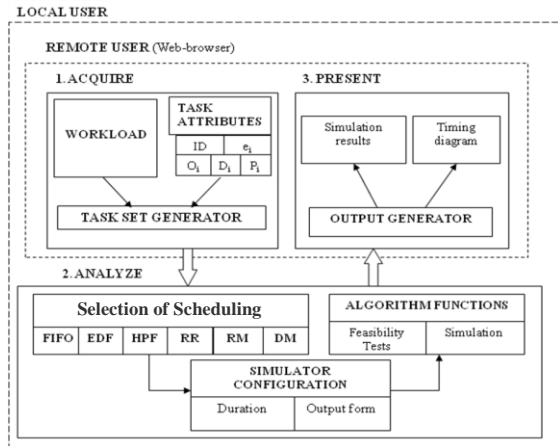 LOCAL USER
REMOTE USER (Web-browser)
1. ACQUIRE
WORKLOAD
TASK
ATTRIBUTES
ID
ei
Oi
Di
Pi
TASK SET GENERATOR
3. PRESENT
Simulation
results
Timing
diagram
OUTPUT GENERATOR
2. ANALYZE
Selection of Scheduling
FIFO
EDF
HPF
RR
RM
DM
ALGORITHM FUNCTIONS
Feasibility
Tests
Simulation
SIMULATOR
CONFIGURATION
Duration
Output form